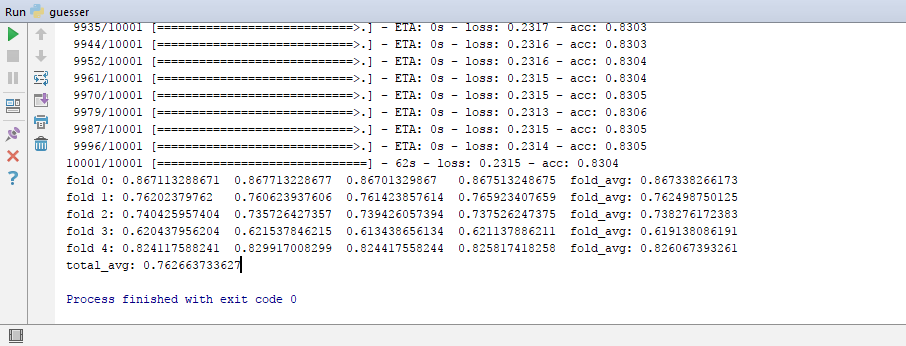 Run guesser
9935/10001 [============================>.] - ETA: 0s - loss: 0.2317 - acc: 0.8303
9944/10001 [============================>.] - ETA: 0s - loss: 0.2316 - acc: 0.8303
9952/10001 [============================>.] - ETA: 0s - loss: 0.2316 - acc: 0.8304
9961/10001 [============================>.] - ETA: 0s - loss: 0.2315 - acc: 0.8304
9970/10001 [============================>.] - ETA: 0s - loss: 0.2315 - acc: 0.8305
9979/10001 [============================>.] - ETA: 0s - loss: 0.2313 - acc: 0.8306
9987/10001 [============================>.] - ETA: 0s - loss: 0.2315 - acc: 0.8305
9996/10001 [============================>.] - ETA: 0s - loss: 0.2314 - acc: 0.8305
10001/10001 [==============================] - 62s - loss: 0.2315 - acc: 0.8304
fold 0: 0.867113288671 0.867713228677 0.86701329867 0.867513248675 fold_avg: 0.867338266173
fold 1: 0.76202379762 0.760623937606 0.761423857614 0.765923407659 fold_avg: 0.762498750125
fold 2: 0.740425957404 0.735726427357 0.739426057394 0.737526247375 fold_avg: 0.738276172383
fold 3: 0.620437956204 0.621537846215 0.613438656134 0.621137886211 fold_avg: 0.619138086191
fold 4: 0.824117588241 0.829917008299 0.824417558244 0.825817418258 fold_avg: 0.826067393261
total_avg: 0.762663733627
Process finished with exit code 0